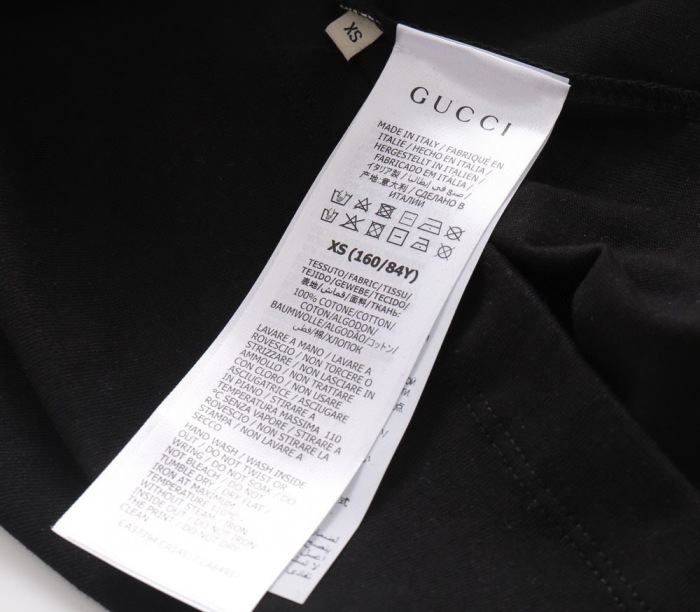 XS
GUCCI
MADE IN ITALY / FABRIQUÉ EN
ITALIE / HECHO EN ITALIA /
HERGESTELLT IN ITALIEN /
FABRICADO EM ITALIA /
イタリア製 / صنع في إيطاليا /
产地:意大利 / СДЕЛАНО В
ИТАЛИИ
XS (160/84Y)
TESSUTO/FABRIC/TISSU/
TEJIDO/GEWEBE/TECIDO/
表地/قماش/面料/ТКАНЬ:
100% COTONE/COTTON/
COTON/ALGODÓN/
BAUMWOLLE/ALGODÃO/コットン/
قطن/棉/ХЛОПОК
LAVARE A MANO / LAVARE A
ROVESCIO / NON TORCERE O
STRIZZARE / NON LASCIARE IN
AMMOLLO / NON TRATTARE
CON CLORO / NON USARE
ASCIUGATRICE / ASCIUGARE
IN PIANO / STIRARE A
TEMPERATURA MASSIMA 110
°C SENZA VAPORE / STIRARE A
ROVESCIO / NON STIRARE LA
STAMPA / NON LAVARE A
SECCO
HAND WASH / WASH INSIDE
OUT / DO NOT TWIST OR
WRING / DO NOT SOAK / DO
NOT BLEACH / DO NOT
TUMBLE DRY / DRY FLAT /
IRON AT MAXIMUM
TEMPERATURE
WITHOUT STEAM / IRON
INSIDE OUT / DO NOT IRON
THE PRINT / DO NOT DRY
CLEAN